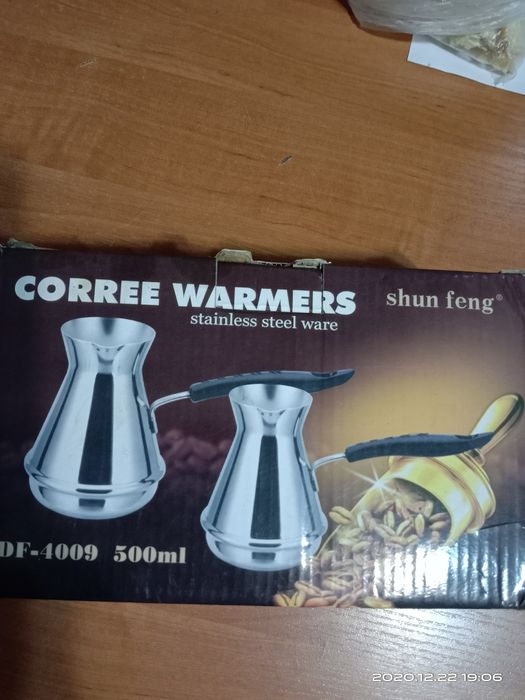 CORREE WARMERS
stainless steel ware
shun feng®
DF-4009 500ml
2020.12.22 19:06